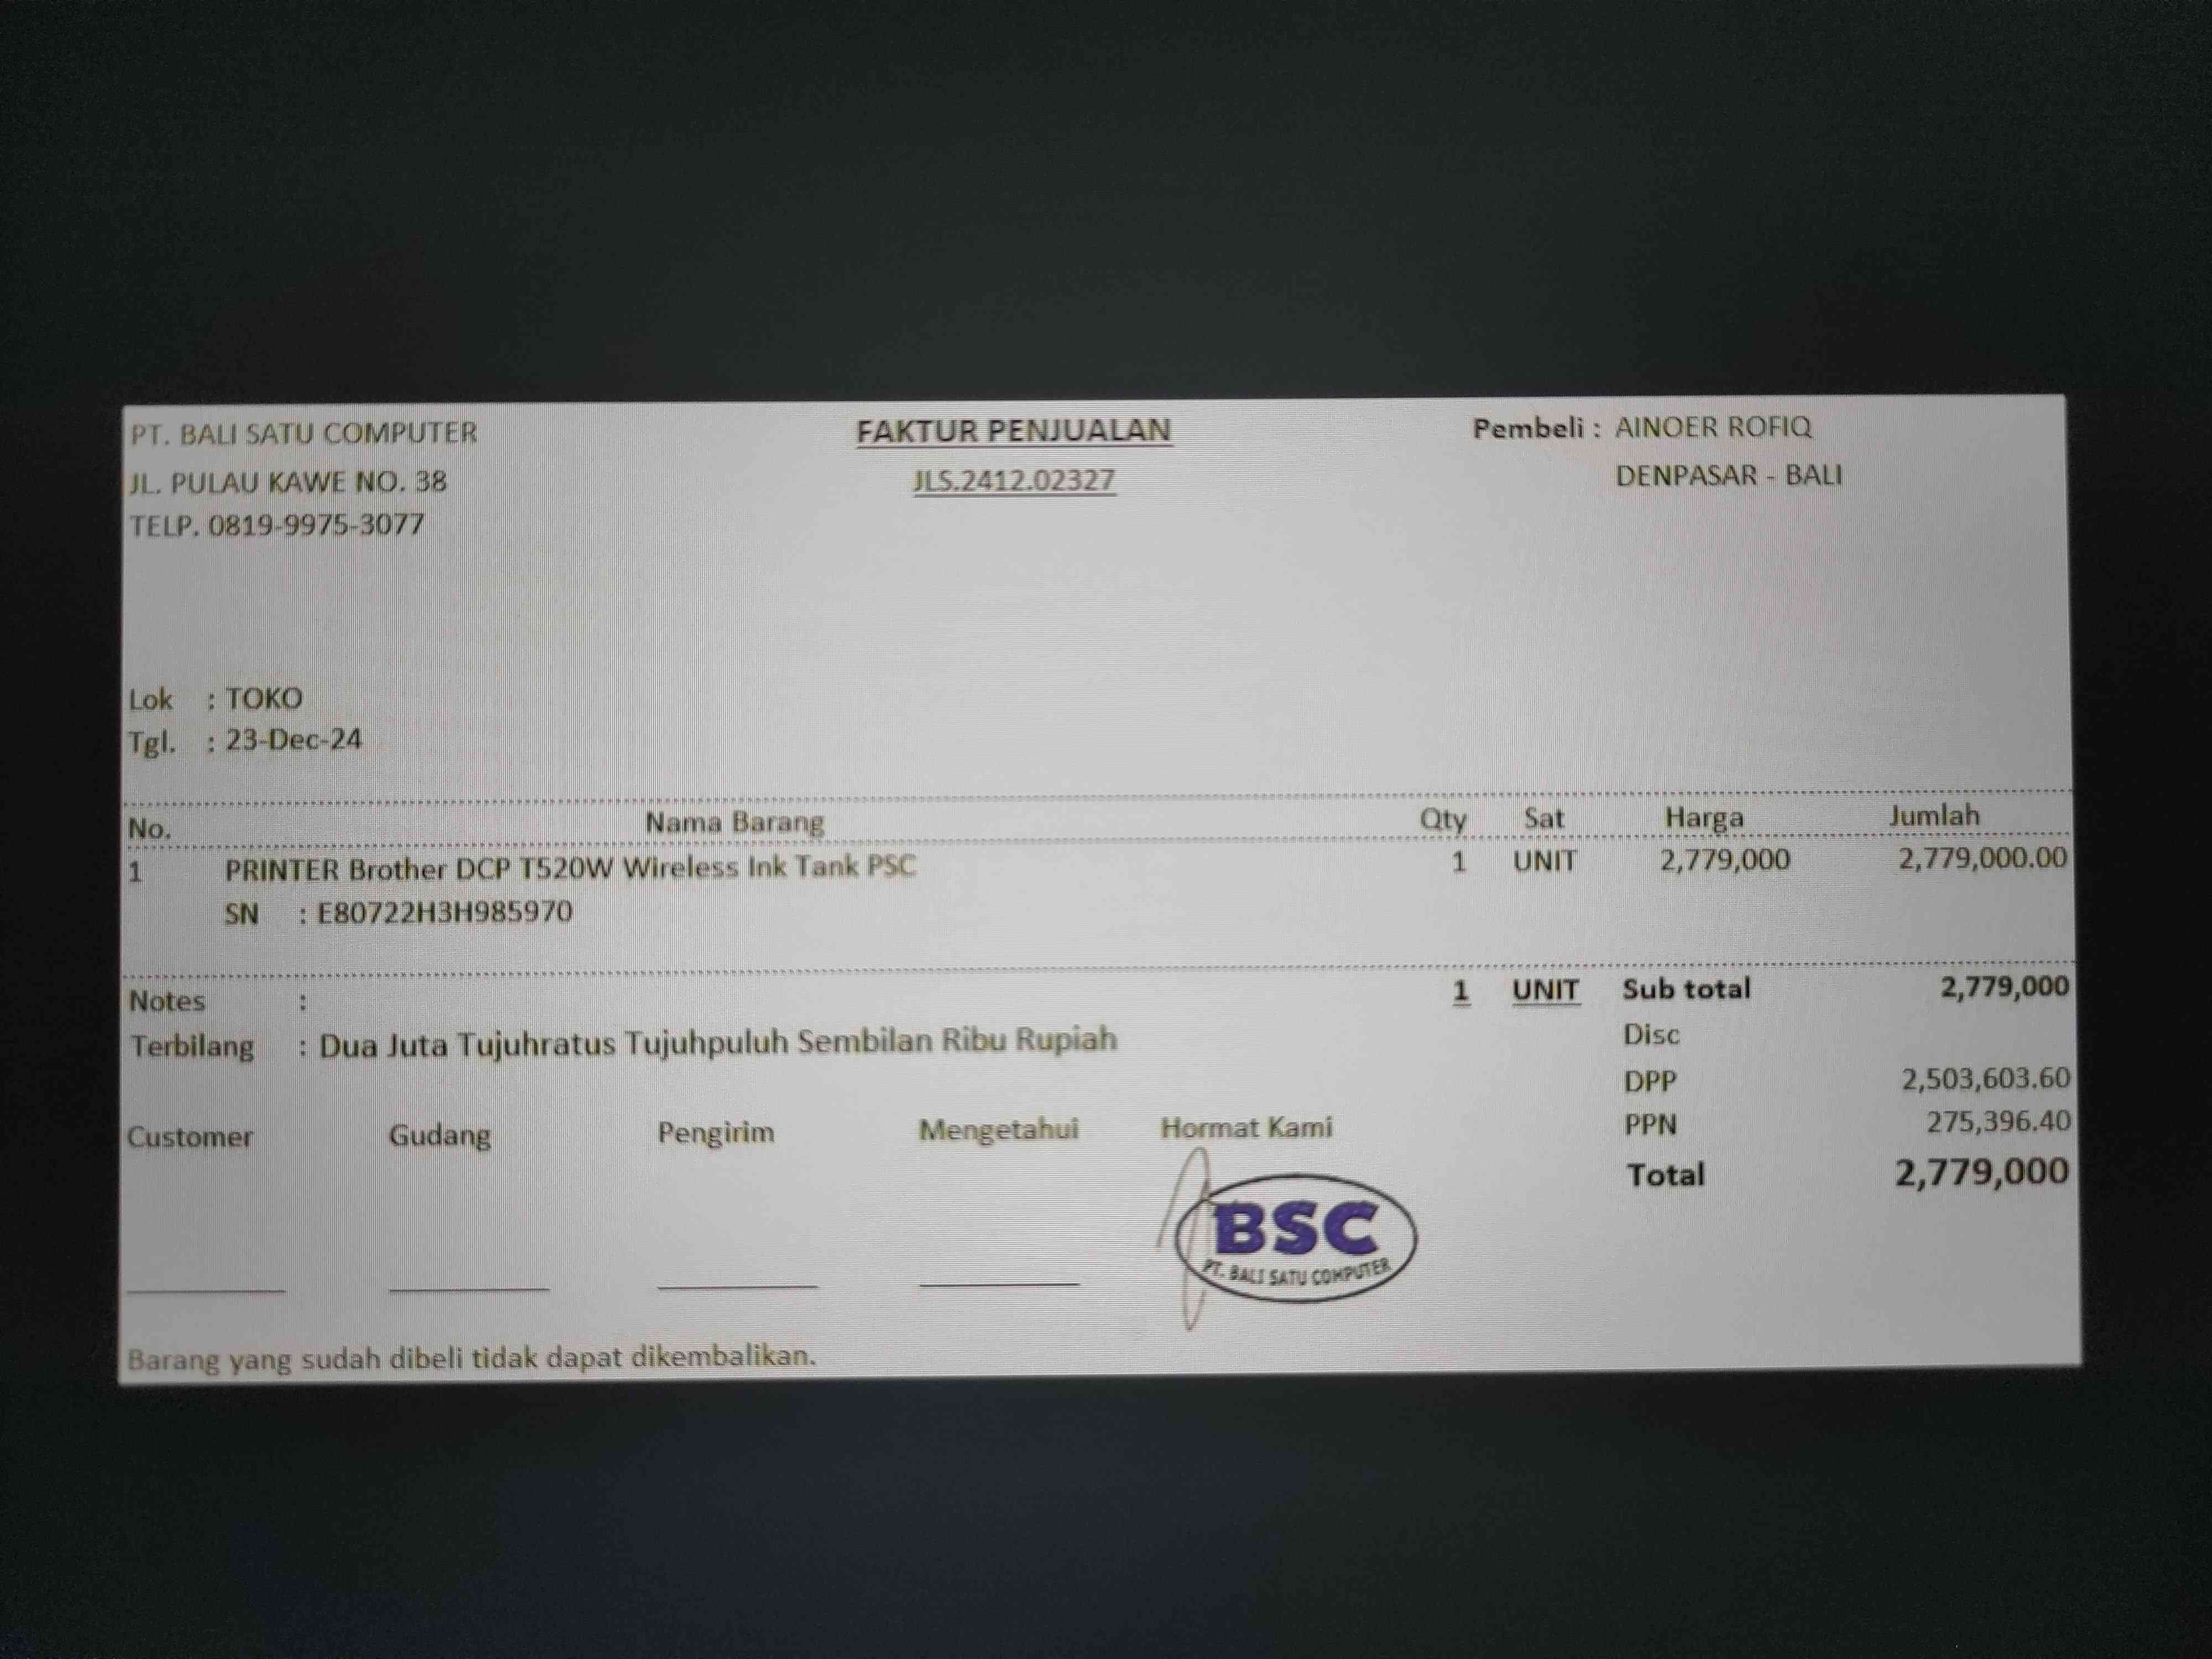 PT. BALI SATU COMPUTER
JL. PULAU KAWE NO. 38
TELP. 0819-9975-3077
FAKTUR PENJUALAN
JLS.2412.02327
Pembeli : AINOER ROFIQ
DENPASAR - BALI
Lok : TOKO
Tgl. : 23-Dec-24
No. Nama Barang Qty Sat Harga Jumlah
1 PRINTER Brother DCP T520W Wireless Ink Tank PSC 1 UNIT 2,779,000 2,779,000.00
SN : E80722H3H985970
Notes : 1 UNIT Sub total 2,779,000
Terbilang : Dua Juta Tujuhratus Tujuhpuluh Sembilan Ribu Rupiah
Disc
DPP 2,503,603.60
PPN 275,396.40
Total 2,779,000
Customer Gudang Pengirim Mengetahui Hormat Kami
BSC
PT. BALI SATU COMPUTER
Barang yang sudah dibeli tidak dapat dikembalikan.